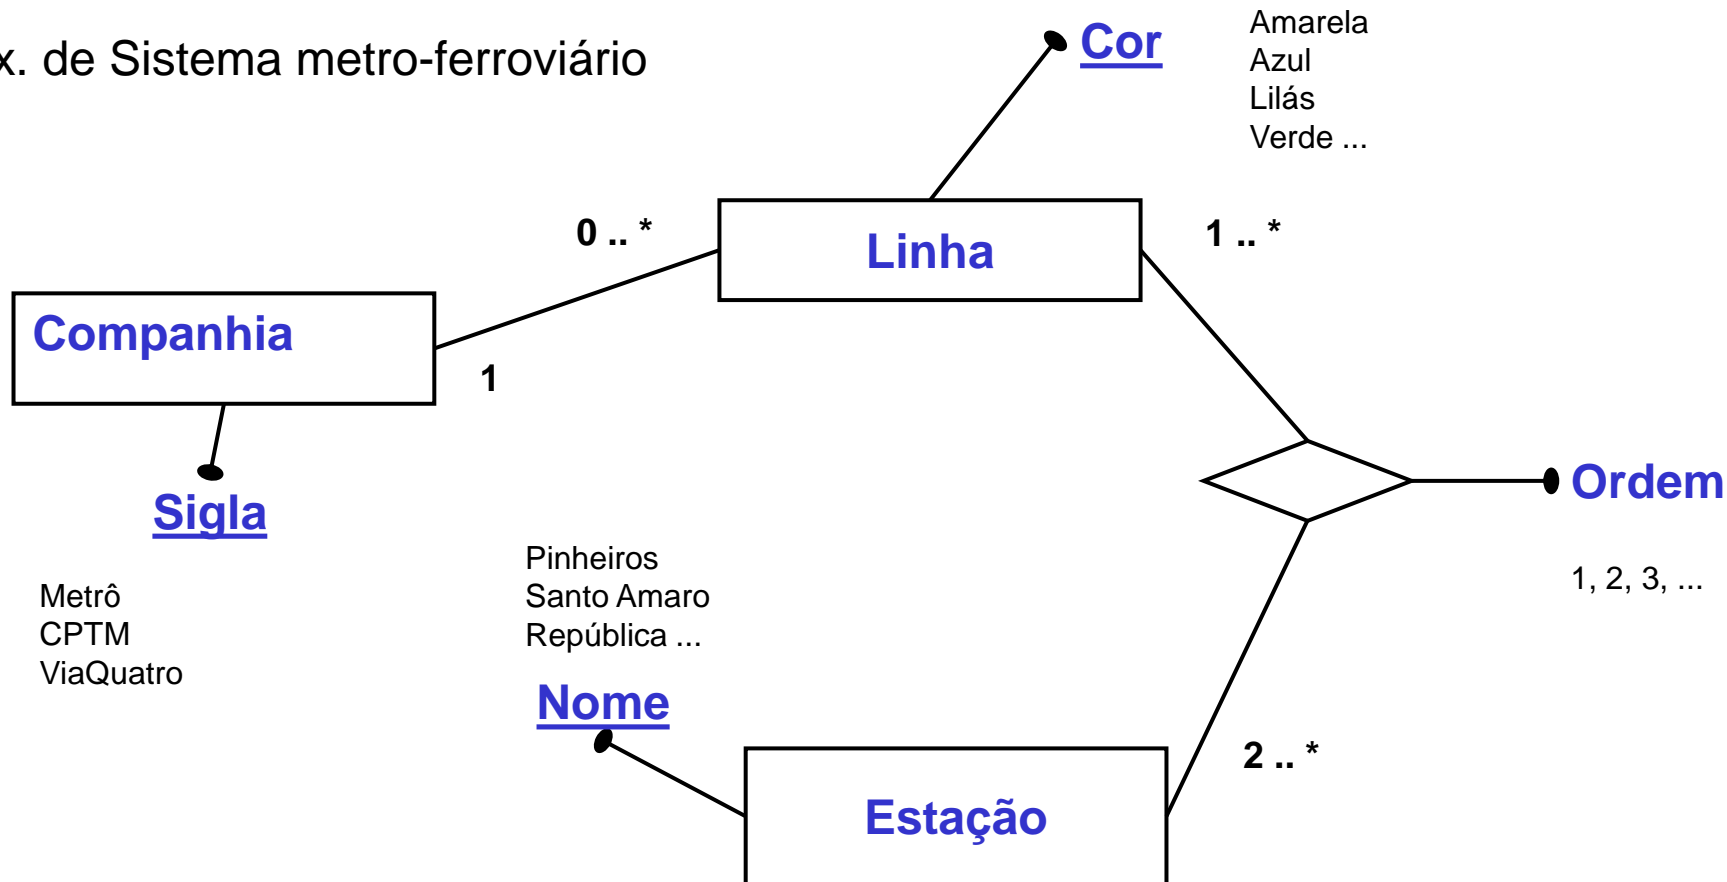 x. de Sistema metro-ferroviário
Cor
Amarela
Azul
Lilás
Verde ...
0 .. *
Linha
1 .. *
Companhia
1
Sigla
Metrô
CPTM
ViaQuatro
Ordem
1, 2, 3, ...
Pinheiros
Santo Amaro
República ...
Nome
2 .. *
Estação